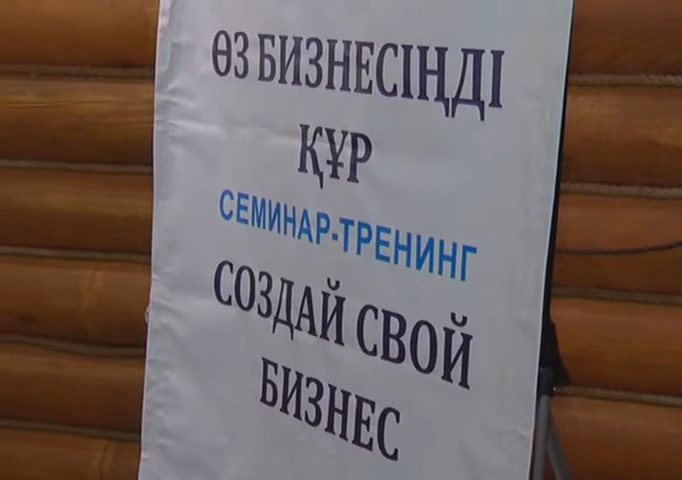 ӨЗ БИЗНЕСІҢДІ
ҚҰР
СЕМИНАР-ТРЕНИНГ
СОЗДАЙ СВОЙ
БИЗНЕС